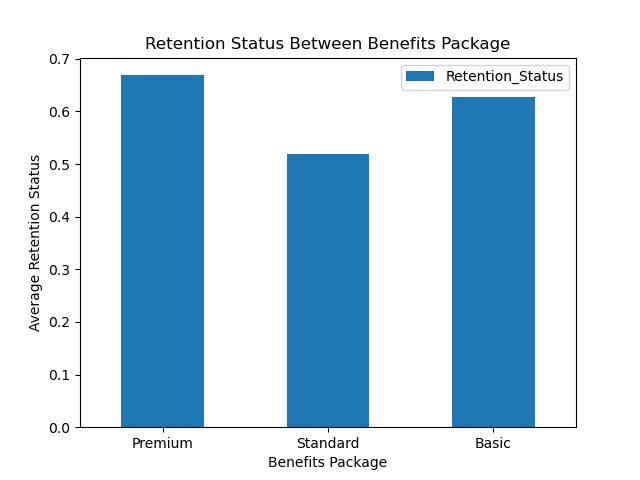 Retention Status Between Benefits Package
Retention_Status
0.7
0.6
0.5
0.4
0.3
0.2
0.1
0.0
Average Retention Status
Premium
Standard
Basic
Benefits Package